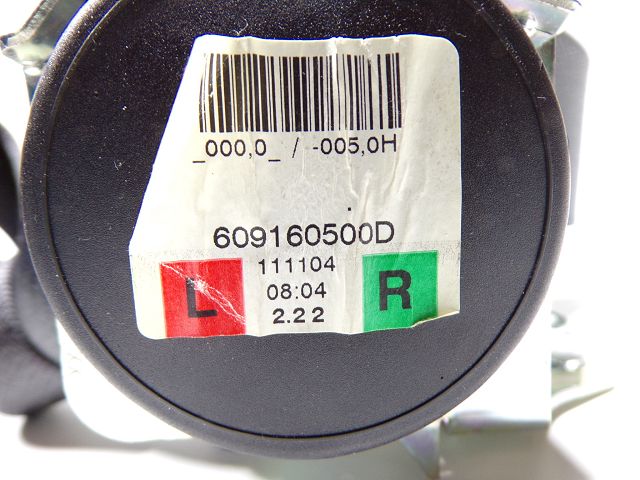 _000,0_ / -005,0H
609160500D
111104
L 08:04 R
2.22